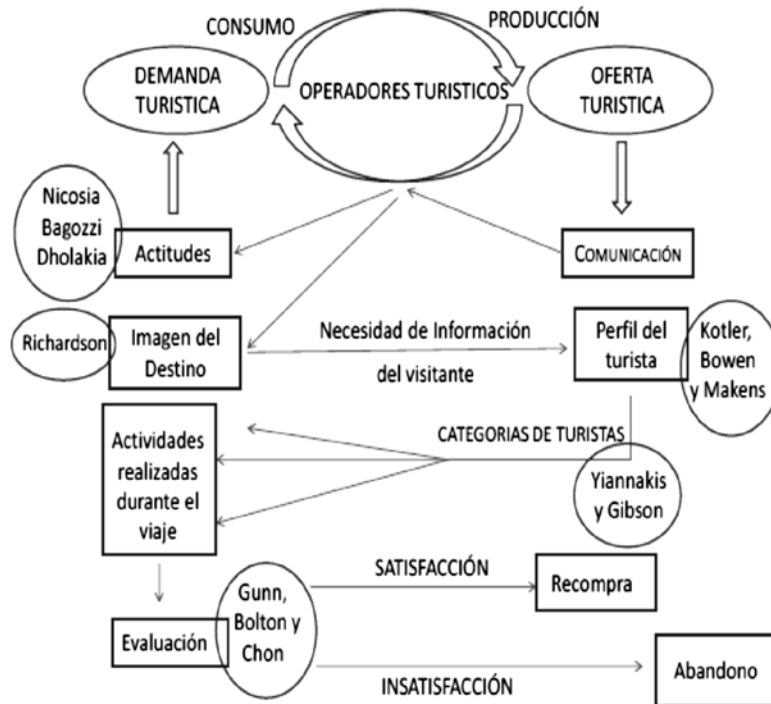 CONSUMO
PRODUCCIÓN
DEMANDA
TURISTICA
OPERADORES TURISTICOS
OFERTA
TURISTICA
Nicosia
Bagozzi
Dholakia
Actitudes
COMUNICACIÓN
Richardson
Imagen del
Destino
Necesidad de Información
del visitante
Perfil del
turista
Kotler,
Bowen
y Makens
Actividades
realizadas
durante el
viaje
CATEGORIAS DE TURISTAS
Yiannakis
y Gibson
Evaluación
Gunn,
Bolton y
Chon
SATISFACCIÓN
Recompra
INSATISFACCIÓN
Abandono